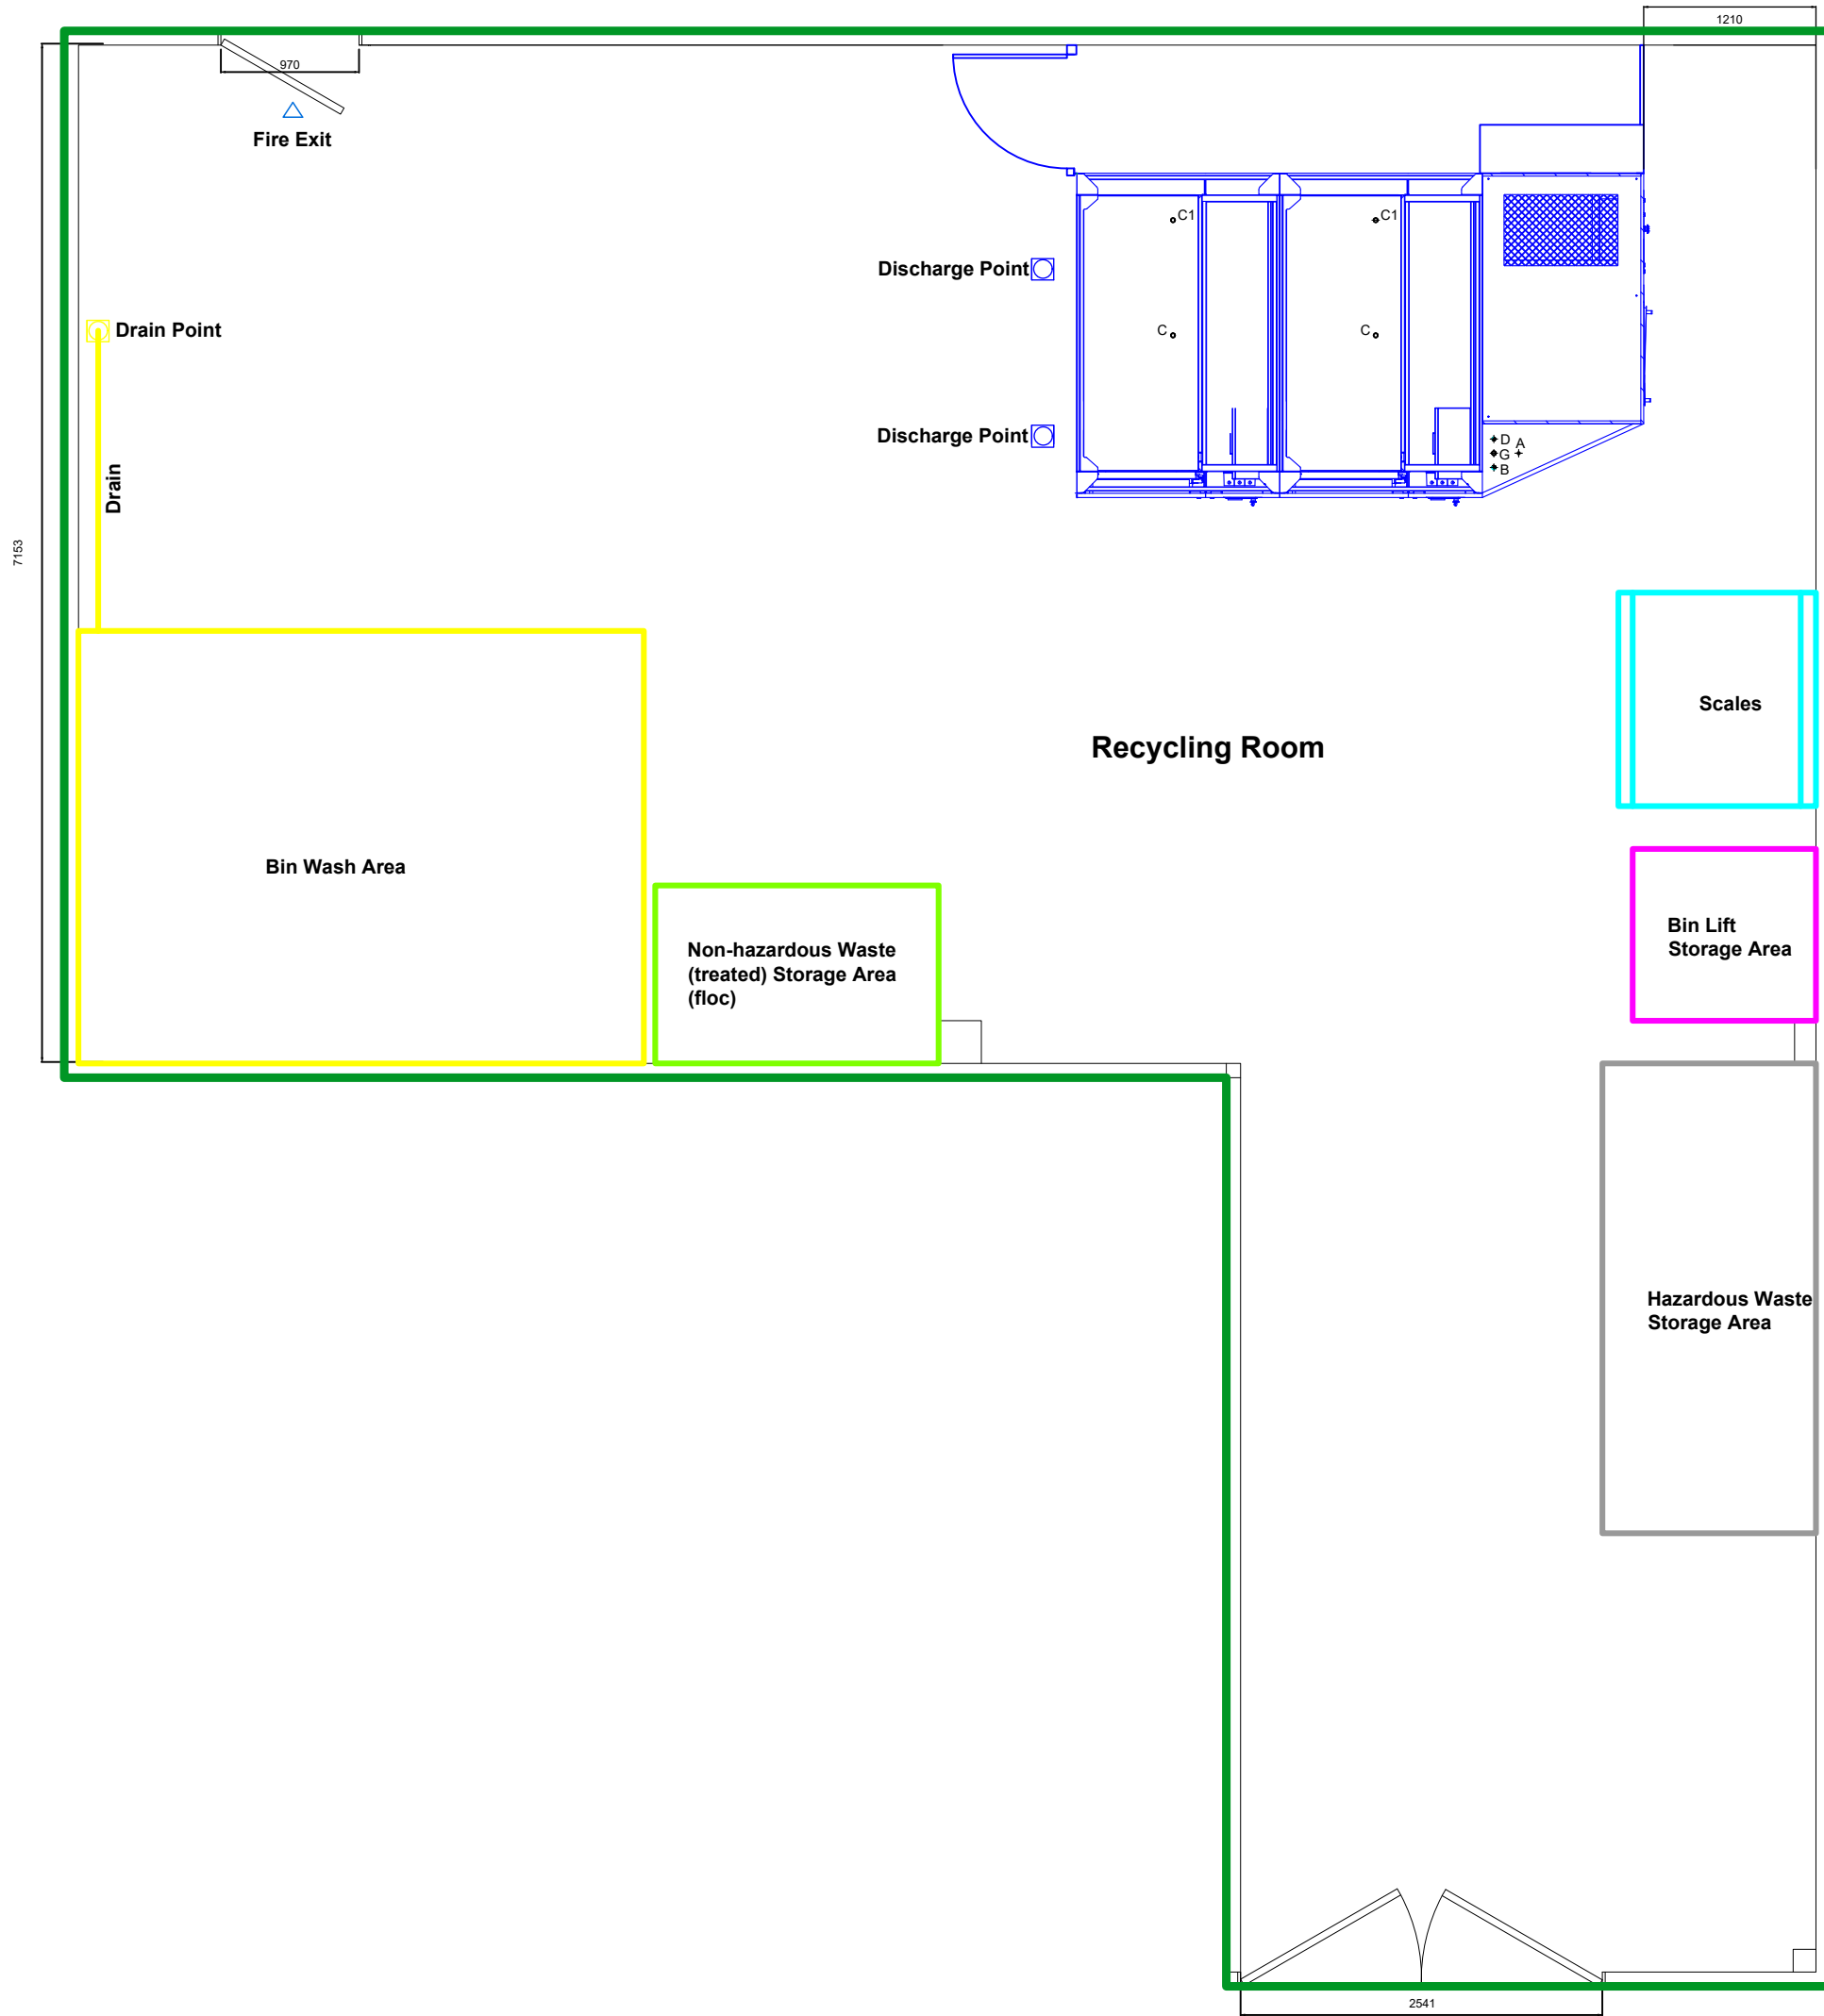 1210
970
Fire Exit
C1
C1
Discharge Point
Drain Point
C
C
Discharge Point
D
A
G
B
Drain
7153
Scales
Recycling Room
Bin Wash Area
Bin Lift
Storage Area
Non-hazardous Waste
(treated) Storage Area
(floc)
Hazardous Waste
Storage Area
2541